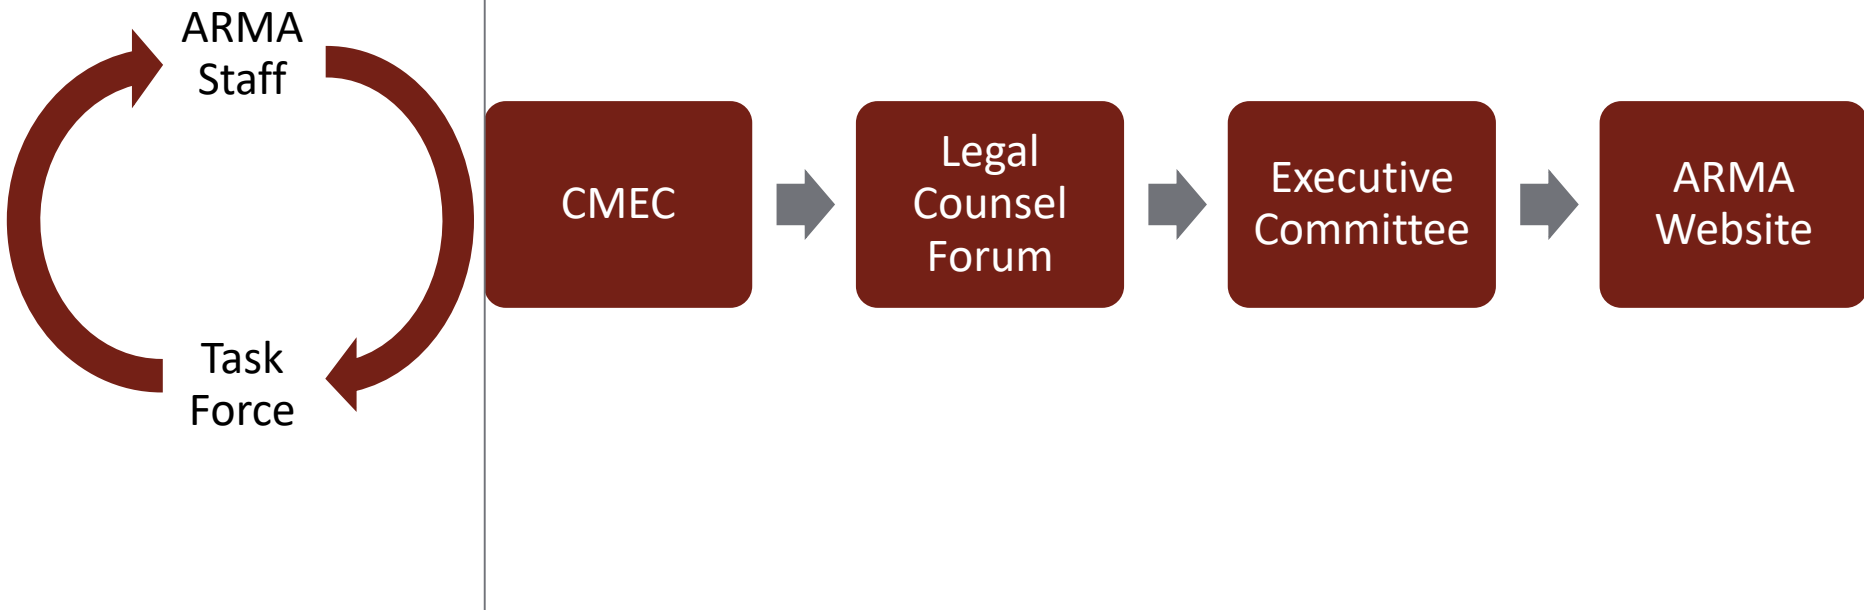 ARMA
Staff
Task
Force
CMEC
Legal
Counsel
Forum
Executive
Committee
ARMA
Website